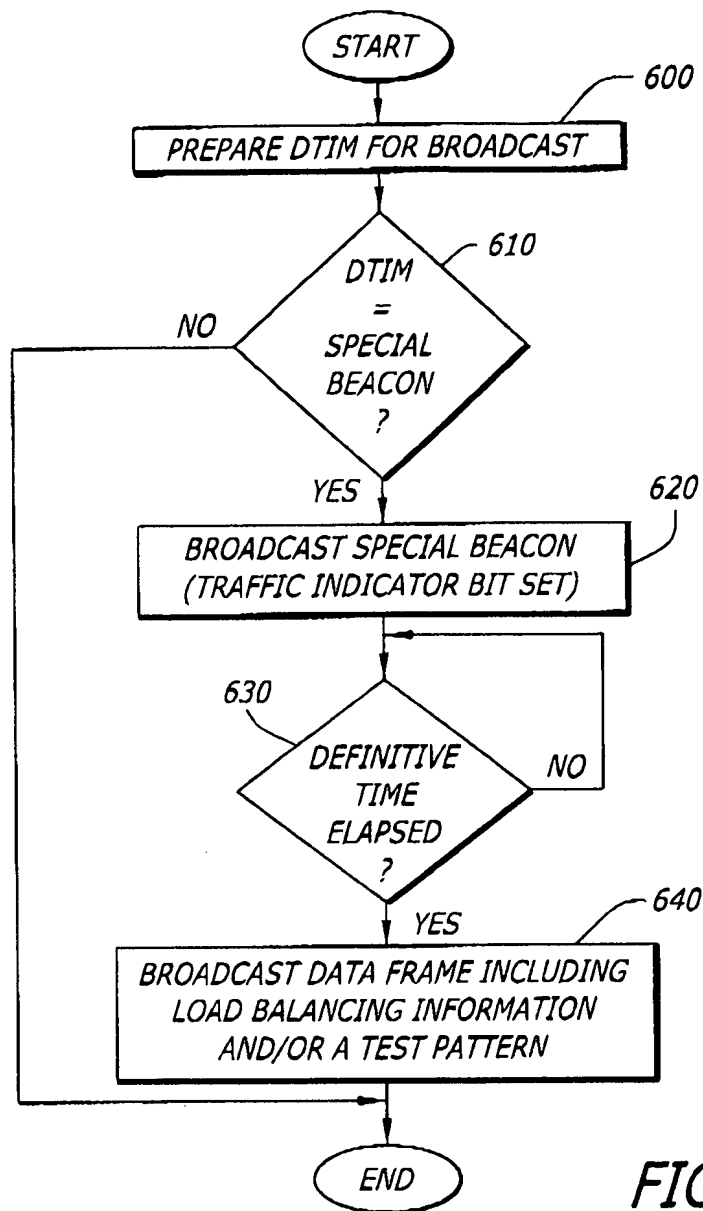 START
600
PREPARE DTIM FOR BROADCAST
610
DTIM
=
SPECIAL
BEACON
?
NO
YES
620
BROADCAST SPECIAL BEACON
(TRAFFIC INDICATOR BIT SET)
630
DEFINITIVE
TIME
ELAPSED
?
NO
YES
640
BROADCAST DATA FRAME INCLUDING
LOAD BALANCING INFORMATION
AND/OR A TEST PATTERN
END
FIG